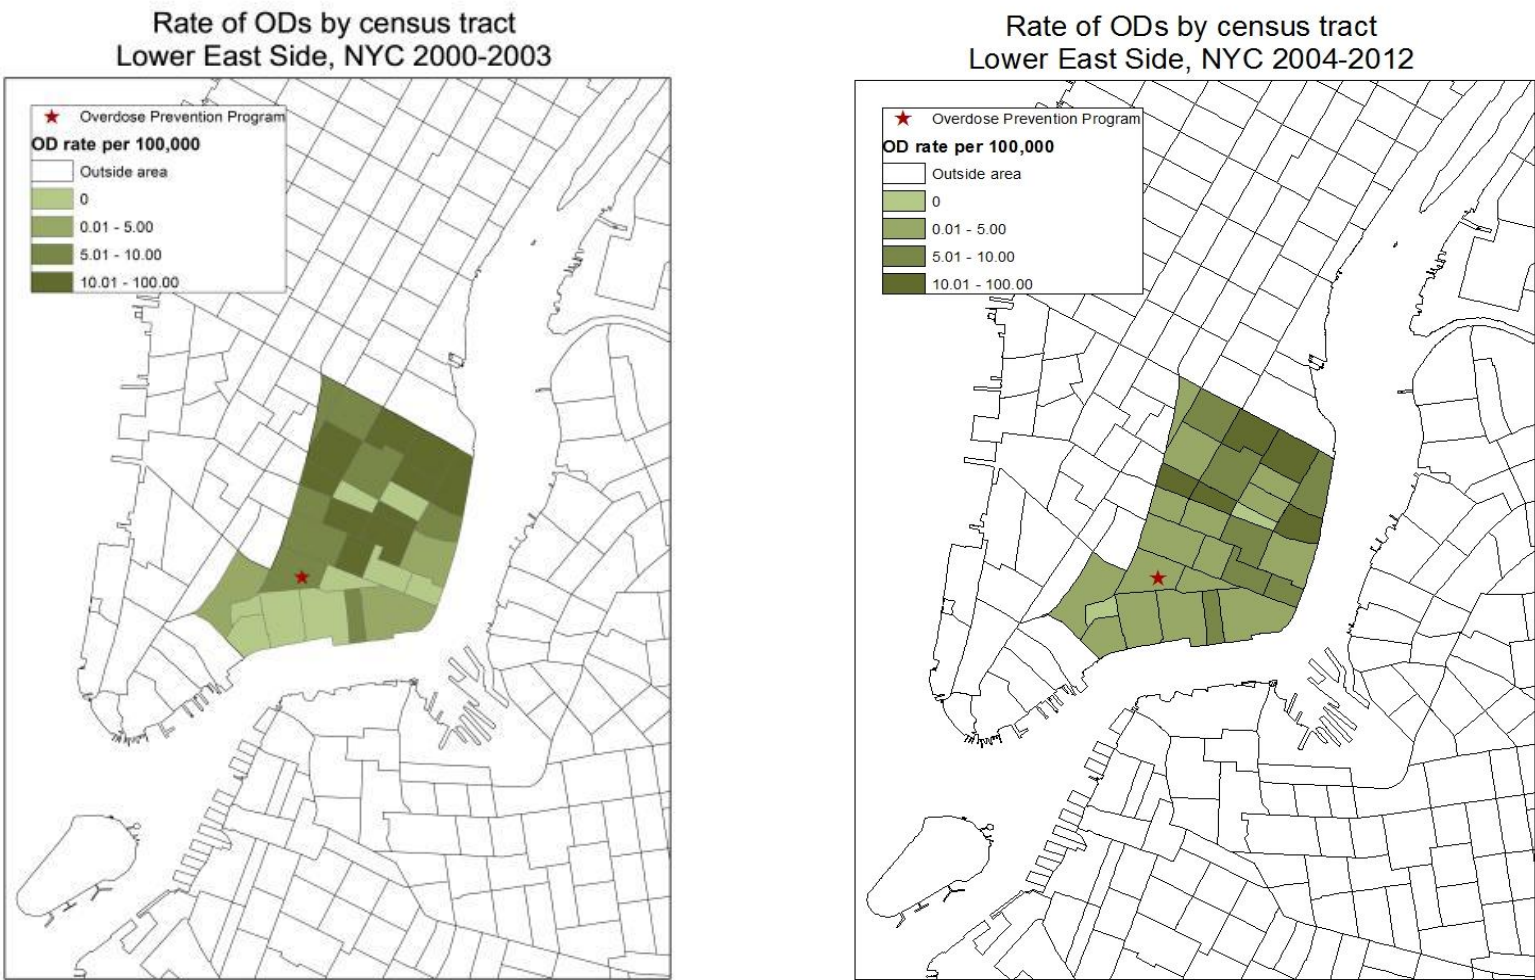 Rate of ODs by census tract
Lower East Side, NYC 2000-2003
Overdose Prevention Program
OD rate per 100,000
Outside area
0
0.01 - 5.00
5.01 - 10.00
10.01 - 100.00
Rate of ODs by census tract
Lower East Side, NYC 2004-2012
Overdose Prevention Program
OD rate per 100,000
Outside area
0
0.01 - 5.00
5.01 - 10.00
10.01 - 100.00